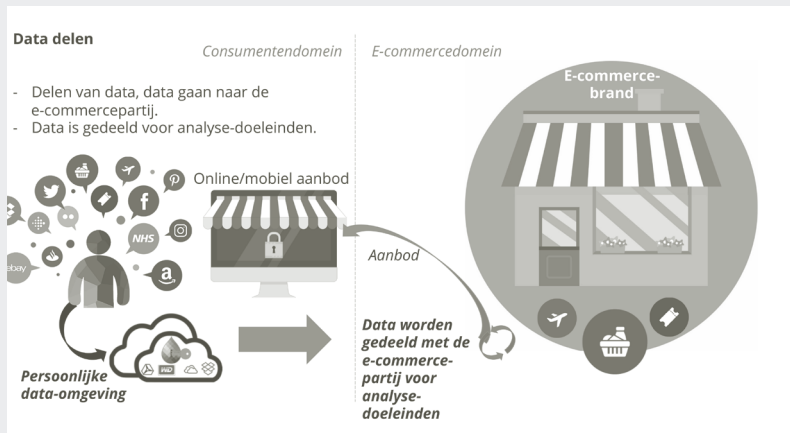 Data delen
Consumentendomein
E-commercedomein
- Delen van data, data gaan naar de
e-commercepartij.
- Data is gedeeld voor analyse-doeleinden.
E-commerce-
brand
Online/mobiel aanbod
NHS
ebay
a
Aanbod
WD
Persoonlijke
data-omgeving
Data worden
gedeeld met de
e-commerce-
partij voor
analyse-
doeleinden